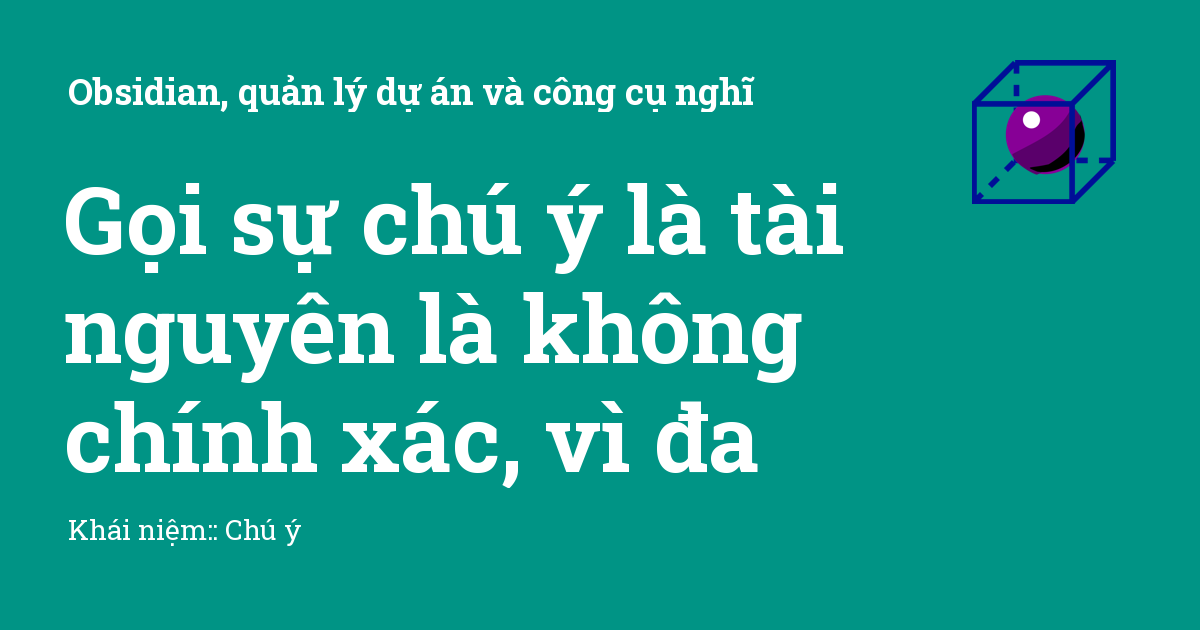 Obsidian, quản lý dự án và công cụ nghĩ
Gọi sự chú ý là tài
nguyên là không
chính xác, vì đa
Khái niệm:: Chú ý